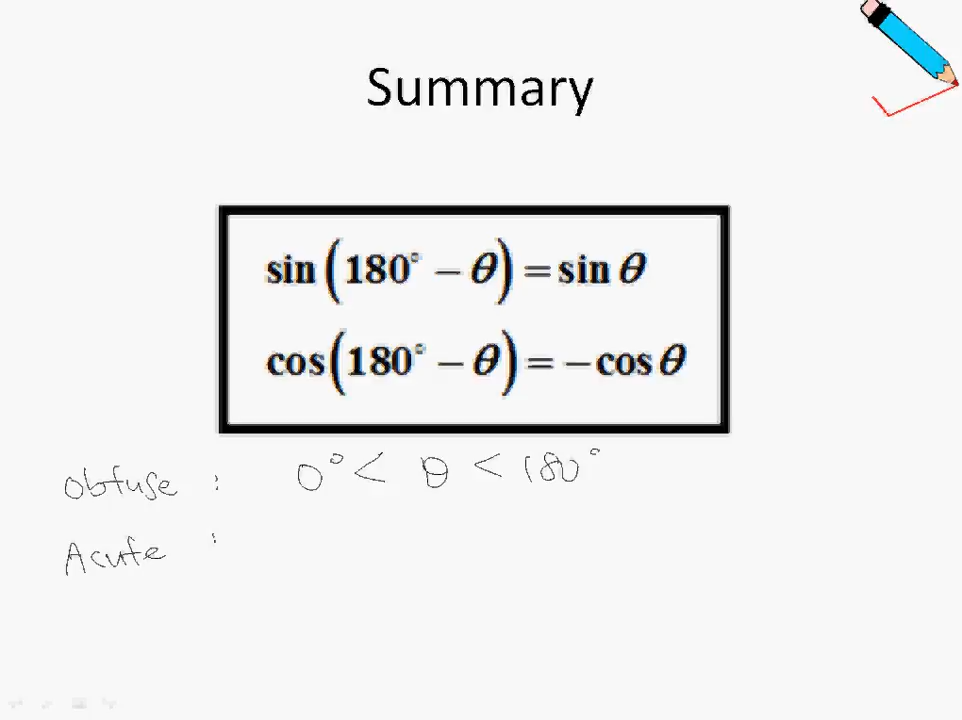 Summary
sin(180° − θ) = sin θ
cos(180° − θ) = − cos θ
obtuse : 0° < θ < 180°
Acute :